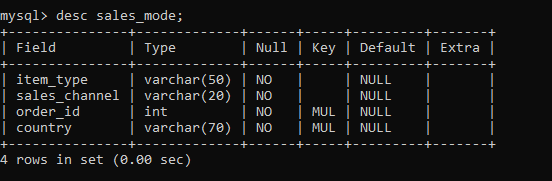 mysql> desc sales_mode;
+---------------+-------------+------+-----+---------+-------+
| Field         | Type        | Null | Key | Default | Extra |
+---------------+-------------+------+-----+---------+-------+
| item_type     | varchar(50) | NO   |     | NULL    |       |
| sales_channel | varchar(20) | NO   |     | NULL    |       |
| order_id      | int         | NO   | MUL | NULL    |       |
| country       | varchar(70) | NO   | MUL | NULL    |       |
+---------------+-------------+------+-----+---------+-------+
4 rows in set (0.00 sec)